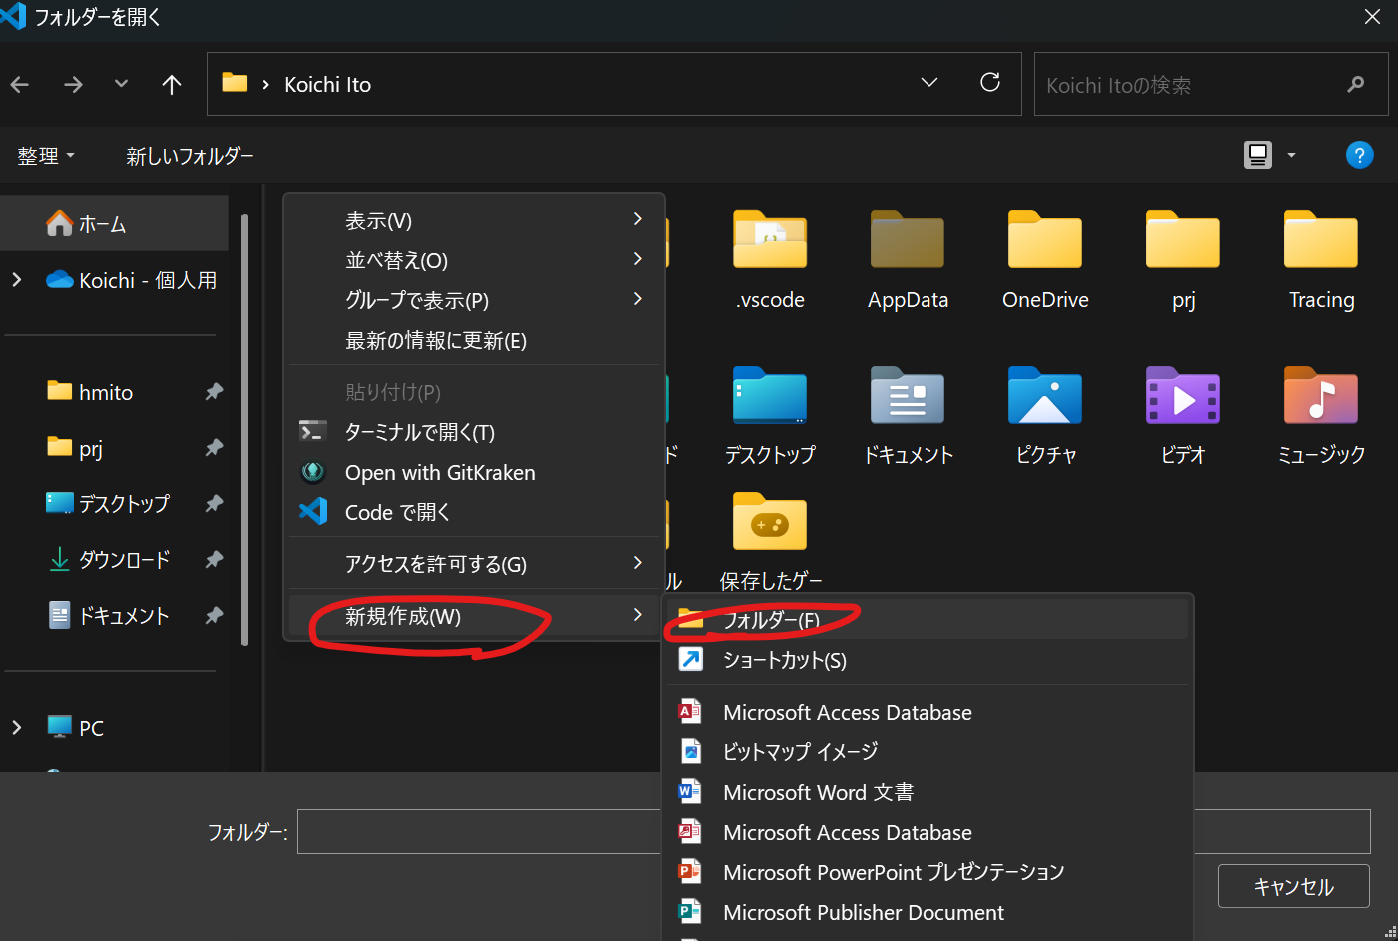 フォルダーを開く
Koichi Ito
Koichi Itoの検索
整理
新しいフォルダー
ホーム
Koichi - 個人用
hmito
prj
デスクトップ
ダウンロード
ドキュメント
PC
表示(V)
並べ替え(O)
グループで表示(P)
最新の情報に更新(E)
貼り付け(P)
ターミナルで開く(T)
Open with GitKraken
Code で開く
アクセスを許可する(G)
新規作成(W)
.vscode
AppData
OneDrive
prj
Tracing
ド
デスクトップ
ドキュメント
ピクチャ
ビデオ
ミュージック
ル
保存したゲー
フォルダー(F)
ショートカット(S)
Microsoft Access Database
ビットマップ イメージ
Microsoft Word 文書
Microsoft Access Database
Microsoft PowerPoint プレゼンテーション
Microsoft Publisher Document
フォルダー:
キャンセル